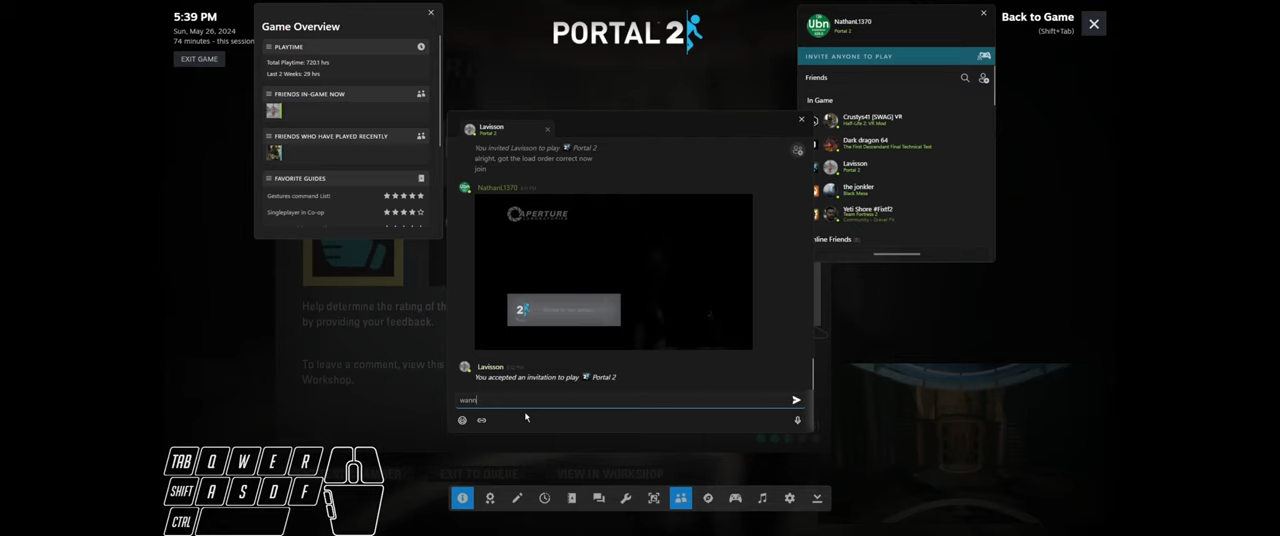 5:39 PM
Sun, May 26, 2024
74 minutes - this session
EXIT GAME
Game Overview
PLAYTIME
Total Playtime: 720.1 hrs
Last 2 Weeks: 29 hrs
FRIENDS IN-GAME NOW
FRIENDS WHO HAVE PLAYED RECENTLY
FAVORITE GUIDES
Gestures command List!
Singleplayer in Co-op
PORTAL 2
Ubn
NathanL1370
Portal 2
INVITE ANYONE TO PLAY
Friends
In Game
Crustys41 [SWAG] VR
Half-Life 2: VR Mod
Dark dragon 64
The First Descendant Final Technical Test
Lavisson
Portal 2
the jonkler
Black Mesa
Yeti Shore #Fixtf2
Team Fortress 2
nline Friends
Back to Game
(Shift+Tab)
Lavisson
Portal 2
You invited Lavisson to play Portal 2
alright, got the load order correct now
join
Ubn
NathanL1370
APERTURE
LABORATORIES
2
Lavisson
You accepted an invitation to play Portal 2
wann
Help determine the rating of th
by providing your feedback.
To leave a comment, view this
Workshop.
EXIT TO QUEUE
VIEW IN WORKSHOP
TAB Q W E R
SHIFT A S D F
CTRL